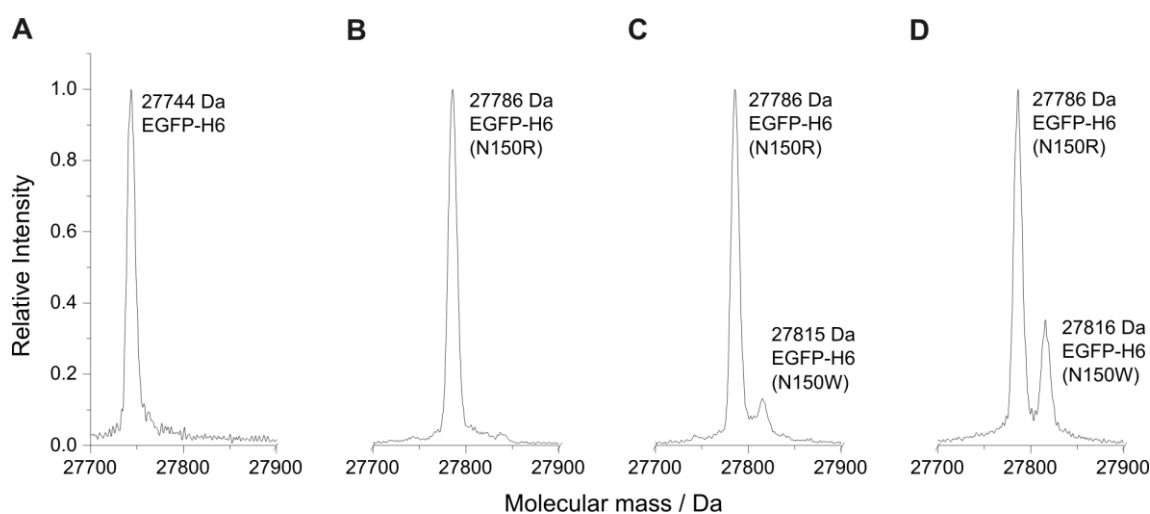 A
B
C
D
1.0
0.8
0.6
0.4
0.2
0.0
Relative Intensity
27744 Da
EGFP-H6
27786 Da
EGFP-H6
(N150R)
27786 Da
EGFP-H6
(N150R)
27815 Da
EGFP-H6
(N150W)
27786 Da
EGFP-H6
(N150R)
27816 Da
EGFP-H6
(N150W)
27700 27800 27900
27700 27800 27900
27700 27800 27900
27700 27800 27900
Molecular mass / Da